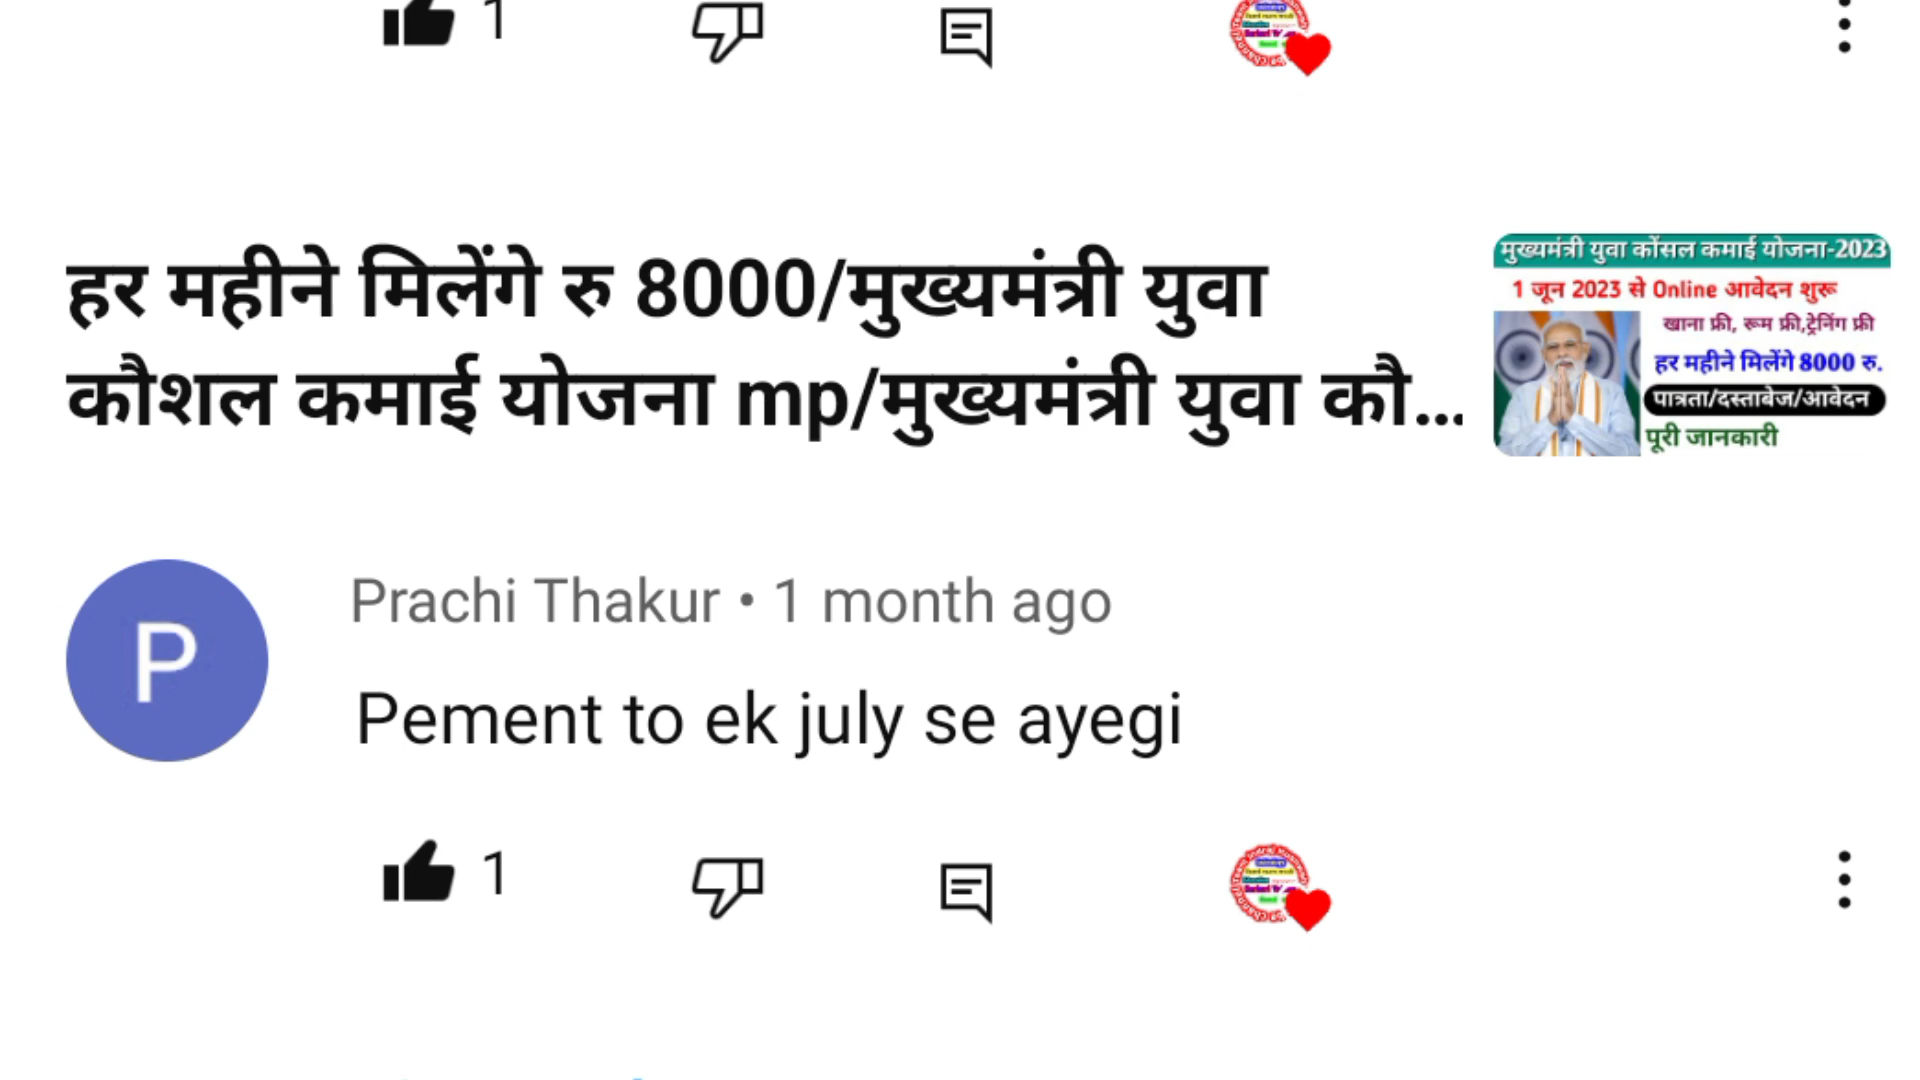 1
हर महीने मिलेंगे रु 8000/मुख्यमंत्री युवा
कौशल कमाई योजना mp/मुख्यमंत्री युवा कौ...
मुख्यमंत्री युवा कोंसल कमाई योजना-2023
1 जून 2023 से Online आवेदन शुरू
खाना फ्री, रूम फ्री,ट्रेनिंग फ्री
हर महीने मिलेंगे 8000 रु.
पात्रता/दस्ताबेज/आवेदन
पूरी जानकारी
P
Prachi Thakur • 1 month ago
Pement to ek july se ayegi
1